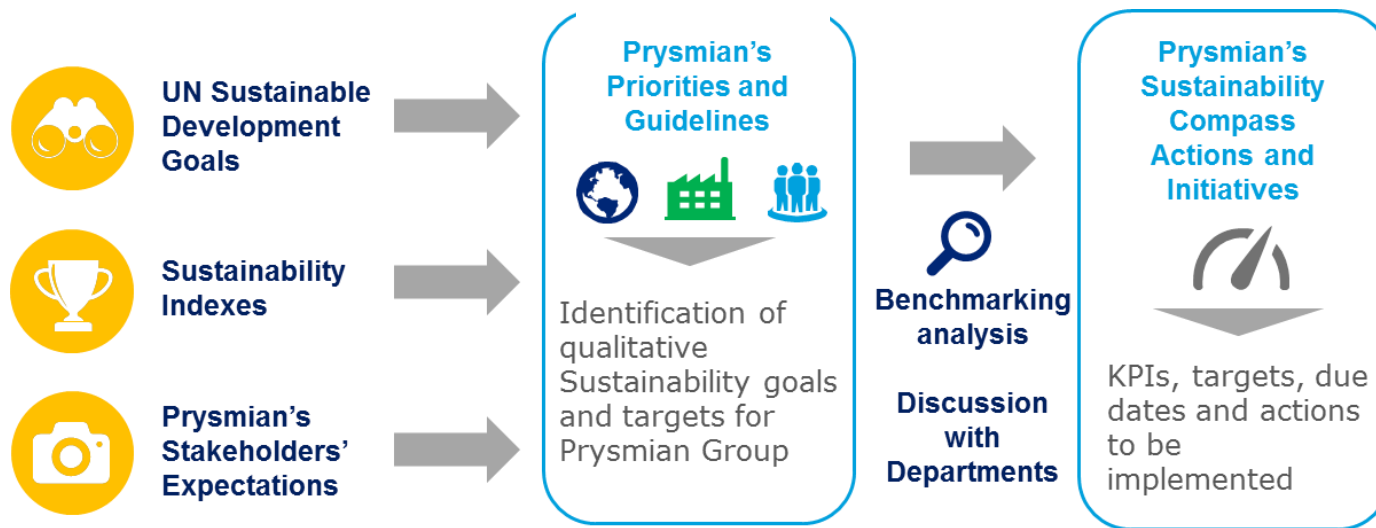 UN Sustainable
Development
Goals
Sustainability
Indexes
Prysmian’s
Stakeholders’
Expectations
Prysmian’s
Priorities and
Guidelines
Identification of
qualitative
Sustainability goals
and targets for
Prysmian Group
Benchmarking
analysis
Discussion
with
Departments
Prysmian’s
Sustainability
Compass
Actions and
Initiatives
KPIs, targets, due
dates and actions
to be
implemented